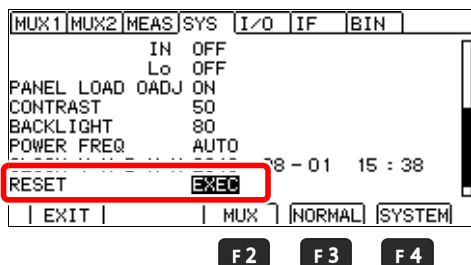 MUX1 MUX2 MEAS SYS I/O IF BIN
IN OFF
Lo OFF
PANEL LOAD OADJ ON
CONTRAST 50
BACKLIGHT 80
POWER FREQ AUTO
08-01 15:38
RESET EXEC
EXIT MUX NORMAL SYSTEM
F2 F3 F4